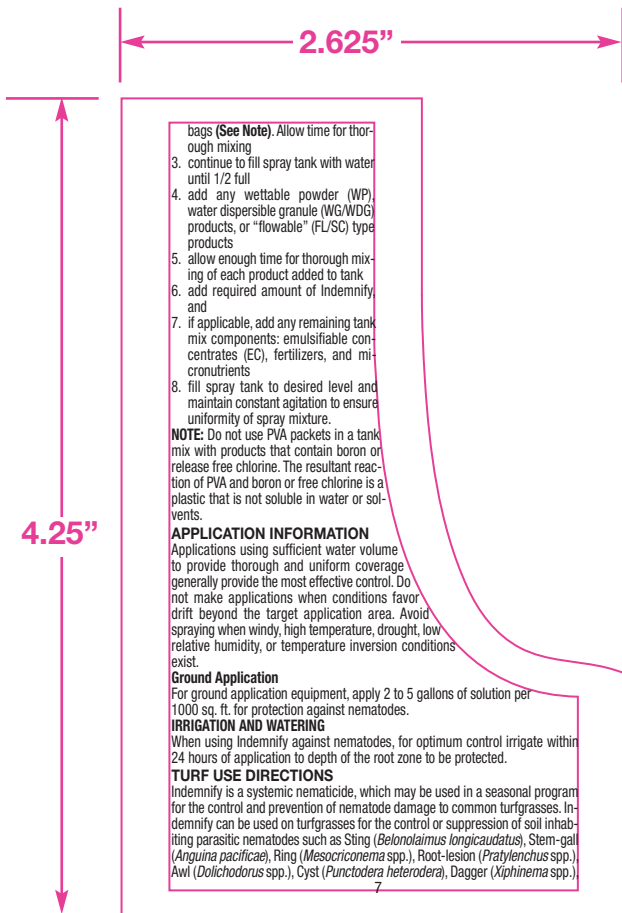 2.625”
4.25”
bags (See Note). Allow time for thor-
ough mixing
3. continue to fill spray tank with water
until 1/2 full
4. add any wettable powder (WP),
water dispersible granule (WG/WDG)
products, or “flowable” (FL/SC) type
products
5. allow enough time for thorough mix-
ing of each product added to tank
6. add required amount of Indemnify,
and
7. if applicable, add any remaining tank
mix components: emulsifiable con-
centrates (EC), fertilizers, and mi-
cronutrients
8. fill spray tank to desired level and
maintain constant agitation to ensure
uniformity of spray mixture.
NOTE: Do not use PVA packets in a tank
mix with products that contain boron or
release free chlorine. The resultant reac-
tion of PVA and boron or free chlorine is a
plastic that is not soluble in water or sol-
vents.
APPLICATION INFORMATION
Applications using sufficient water volume
to provide thorough and uniform coverage
generally provide the most effective control. Do
not make applications when conditions favor
drift beyond the target application area. Avoid
spraying when windy, high temperature, drought, low
relative humidity, or temperature inversion conditions
exist.
Ground Application
For ground application equipment, apply 2 to 5 gallons of solution per
1000 sq. ft. for protection against nematodes.
IRRIGATION AND WATERING
When using Indemnify against nematodes, for optimum control irrigate within
24 hours of application to depth of the root zone to be protected.
TURF USE DIRECTIONS
Indemnify is a systemic nematicide, which may be used in a seasonal program
for the control and prevention of nematode damage to common turfgrasses. In-
demnify can be used on turfgrasses for the control or suppression of soil inhab-
iting parasitic nematodes such as Sting (Belonolaimus longicaudatus), Stem-gall
(Anguina pacificae), Ring (Mesocriconema spp.), Root-lesion (Pratylenchus spp.),
Awl (Dolichodorus spp.), Cyst (Punctodera heterodera), Dagger (Xiphinema spp.),
7